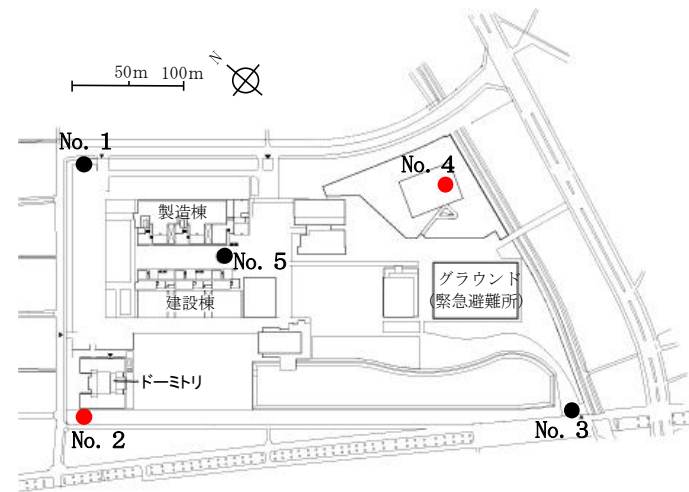 N
50m 100m
No. 1
No. 4
製造棟
No. 5
グラウンド
(緊急避難所)
建設棟
ドーミトリ
No. 2
No. 3